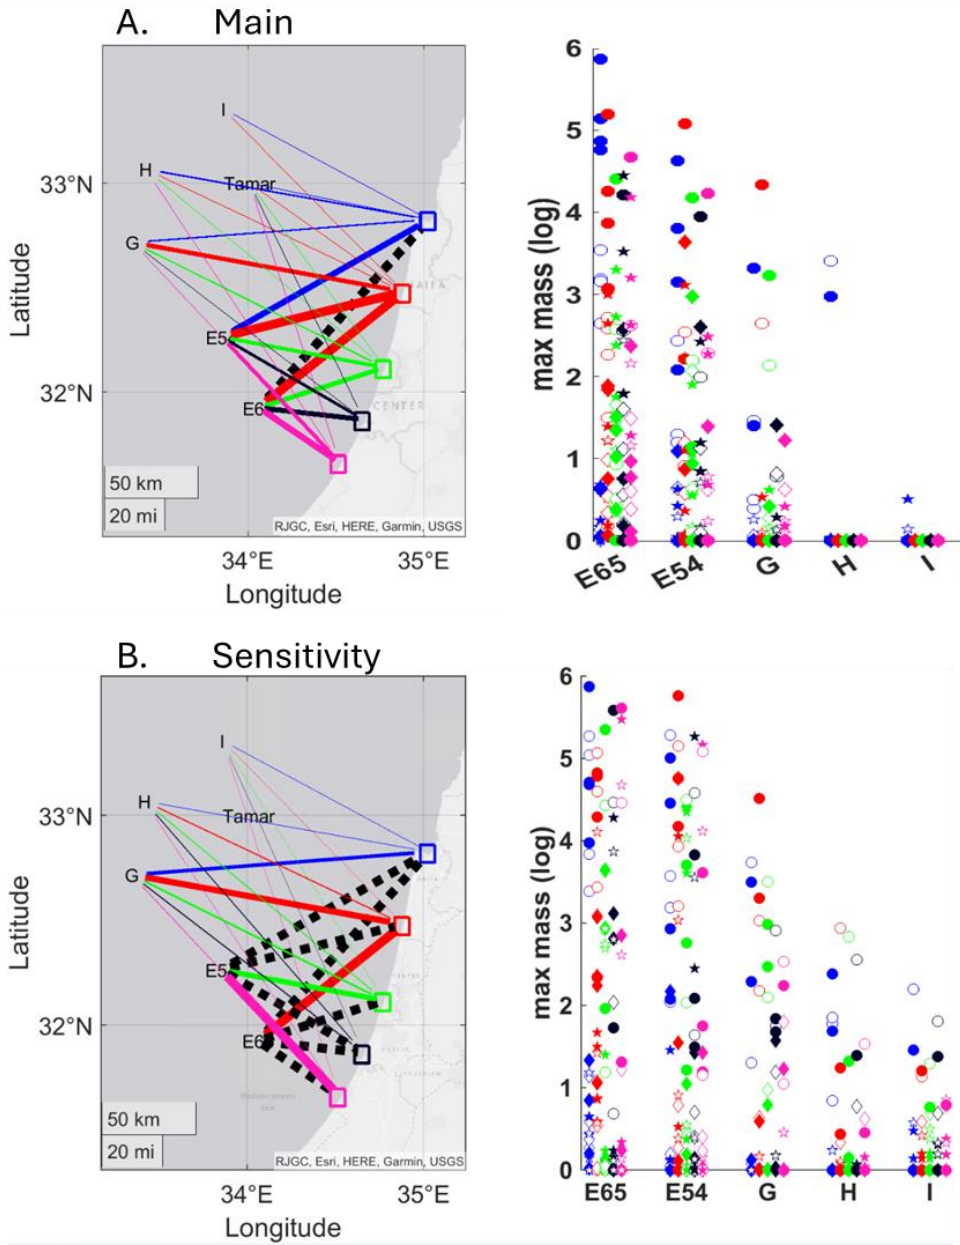 A. Main
I
H
Tamar
33°N
G
HAIFA
E5
32°N
E6
CENTER
50 km
20 mi
RJGC, Esri, HERE, Garmin, USGS
34°E 35°E
Longitude
Latitude
6
5
4
3
2
1
0
max mass (log)
E65 E54 G H I
B. Sensitivity
I
H
33°N
Tamar
G
E5
32°N
E6
50 km
20 mi
RJGC, Esri, HERE, Garmin, USGS
34°E 35°E
Longitude
Latitude
6
5
4
3
2
1
0
max mass (log)
E65 E54 G H I